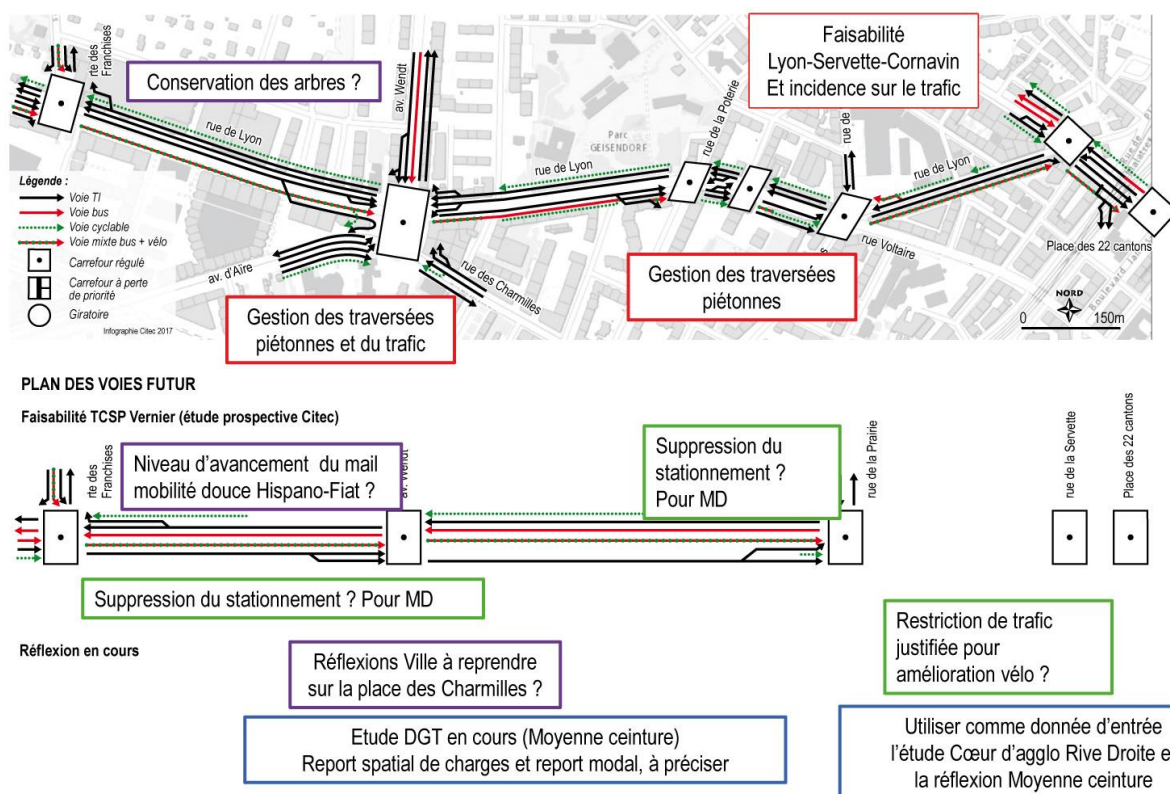 rte des
Franchises
Conservation des arbres ?
av. Wendt
Faisabilité
Lyon-Servette-Cornavin
Et incidence sur le trafic
rue de Lyon
Parc
GEISENDORF
rue de la Poterie
rue de
rue de Lyon
rue de Lyon
Légende :
Voie TI
Voie bus
Voie cyclable
Voie mixte bus + vélo
Carrefour régulé
Carrefour à perte
de priorité
Giratoire
Infographie Citec 2017
av. d'Aïre
rue des Charmilles
Gestion des traversées
piétonnes et du trafic
Gestion des traversées
piétonnes
rue Voltaire
Place des 22 cantons
Boulevard
NORD
0 150m
PLAN DES VOIES FUTUR
Faisabilité TCSP Vernier (étude prospective Citec)
rte des
Franchises
Niveau d'avancement du mail
mobilité douce Hispano-Fiat ?
av. Wendt
Suppression du
stationnement ?
Pour MD
rue de la Prairie
rue de la Servette
Place des 22 cantons
Suppression du stationnement ? Pour MD
Réflexion en cours
Réflexions Ville à reprendre
sur la place des Charmilles ?
Restriction de trafic
justifiée pour
amélioration vélo ?
Etude DGT en cours (Moyenne ceinture)
Report spatial de charges et report modal, à préciser
Utiliser comme donnée d'entrée
l'étude Cœur d'agglo Rive Droite e
la réflexion Moyenne ceinture